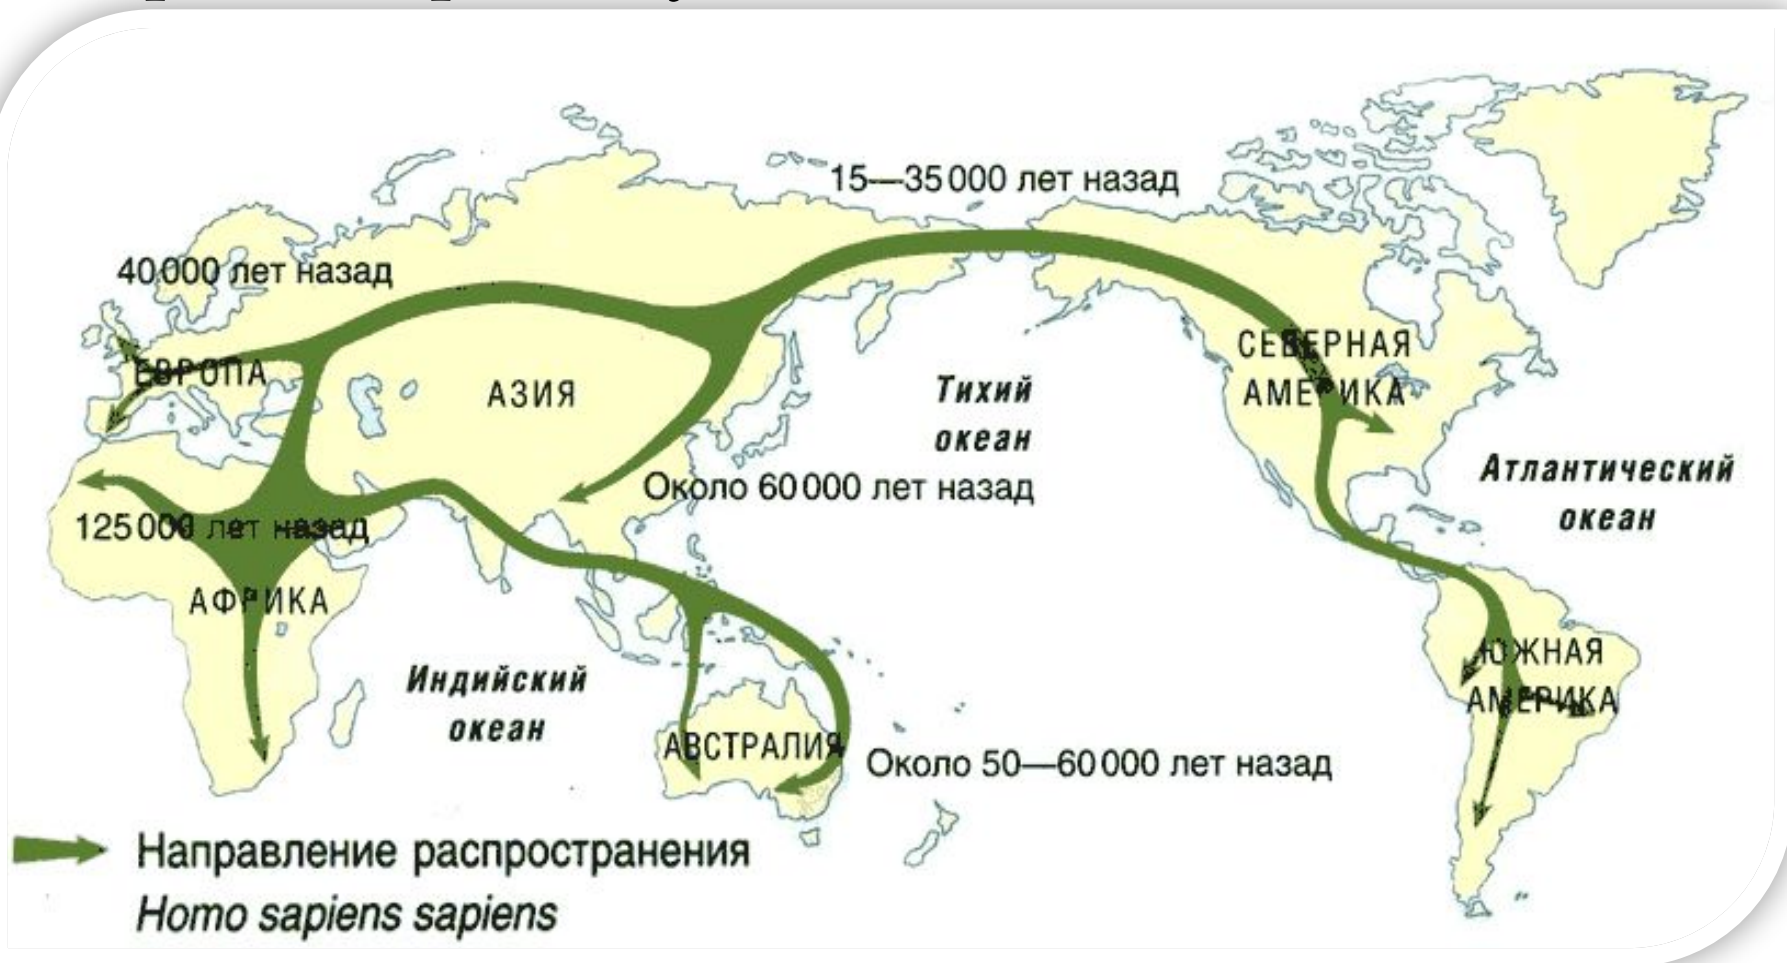 15—35 000 лет назад
40 000 лет назад
ЕВРОПА
АЗИЯ
СЕВЕРНАЯ
АМЕРИКА
Тихий
океан
Атлантический
океан
Около 60 000 лет назад
125 000 лет назад
АФРИКА
Индийский
океан
ЮЖНАЯ
АМЕРИКА
АВСТРАЛИЯ
Около 50—60 000 лет назад
Направление распространения
Homo sapiens sapiens